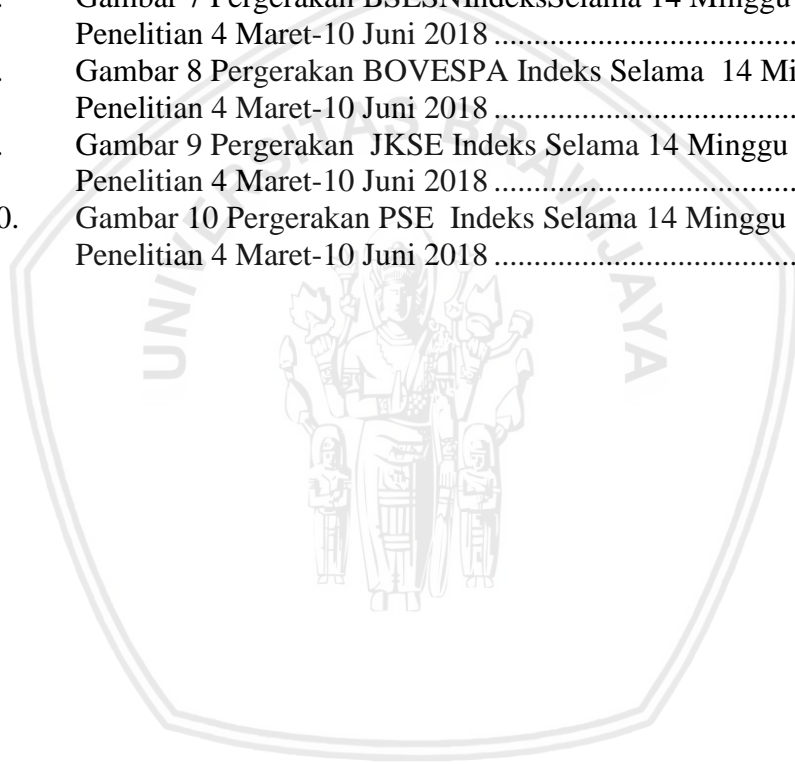 Gambar 7 Pergerakan BSESNIndeksSelama 14 Minggu
Penelitian 4 Maret-10 Juni 2018 ........................................
Gambar 8 Pergerakan BOVESPA Indeks Selama 14
Penelitian 4 Maret-10 Juni 2018 ........................................
Gambar 9 Pergerakan JKSE Indeks Selama 14 Minggu
Penelitian 4 Maret-10 Juni 2018 ........................................
0. Gambar 10 Pergerakan PSE Indeks Selama 14 Minggu
Penelitian 4 Maret-10 Juni 2018 ........................................
UNIVERSITAS BRAWIJAYA